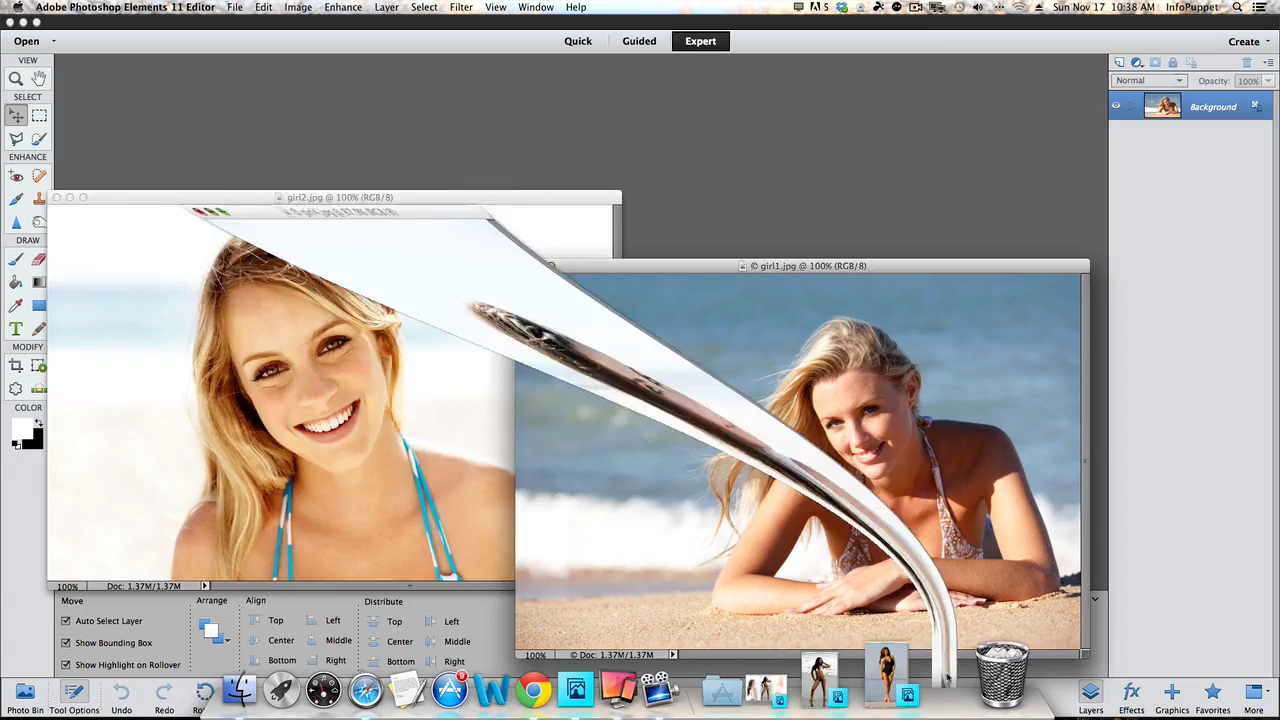 Adobe Photoshop Elements 11 Editor File Edit Image Enhance Layer Select Filter View Window Help 5 Sun Nov 17 10:38 AM InfoPuppet
Open Quick Guided Expert Create
VIEW
SELECT
ENHANCE
DRAW
T
MODIFY
COLOR
Normal Opacity: 100%
Background
girl2.jpg @ 100% (RGB/8)
© girl1.jpg @ 100% (RGB/8)
100% Doc: 1.37M/1.37M
100% © Doc: 1.37M/1.37M
Move Arrange Align Distribute
Auto Select Layer Top Left Top Left
Show Bounding Box Center Middle Center Middle
Show Highlight on Rollover Bottom Right Bottom Right
Photo Bin Tool Options Undo Redo Layers Effects Graphics Favorites More